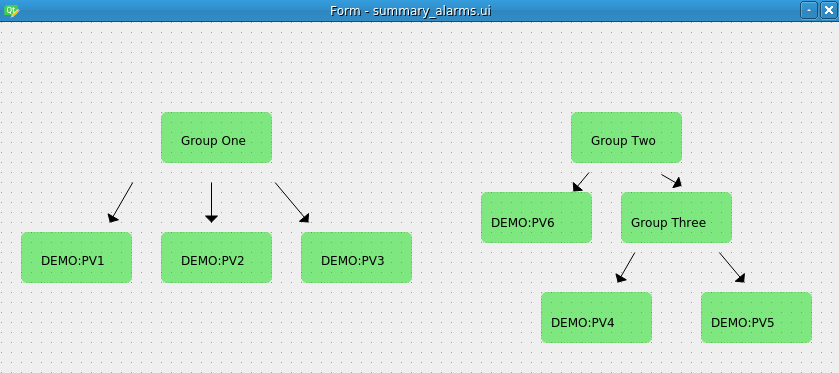 Form - summary_alarms.ui
Group One
Group Two
DEMO:PV6
Group Three
DEMO:PV1
DEMO:PV2
DEMO:PV3
DEMO:PV4
DEMO:PV5